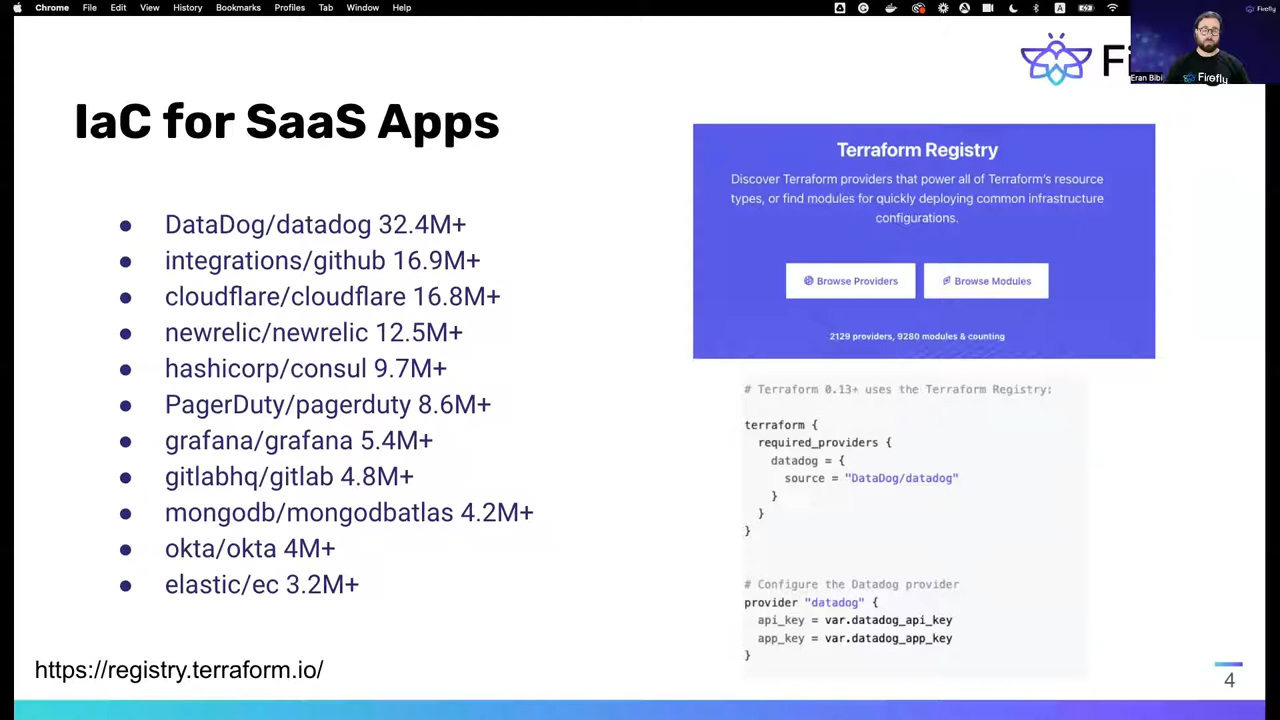 Chrome File Edit View History Bookmarks Profiles Tab Window Help
Firefly
Eran Bibi
Firefly
Fi
IaC for SaaS Apps
DataDog/datadog 32.4M+
integrations/github 16.9M+
cloudflare/cloudflare 16.8M+
newrelic/newrelic 12.5M+
hashicorp/consul 9.7M+
PagerDuty/pagerduty 8.6M+
grafana/grafana 5.4M+
gitlabhq/gitlab 4.8M+
mongodb/mongodbatlas 4.2M+
okta/okta 4M+
elastic/ec 3.2M+
https://registry.terraform.io/
Terraform Registry
Discover Terraform providers that power all of Terraform's resource
types, or find modules for quickly deploying common infrastructure
configurations.
Browse Providers Browse Modules
2129 providers, 9280 modules & counting
# Terraform 0.13+ uses the Terraform Registry:
terraform {
required_providers {
datadog = {
source = "DataDog/datadog"
}
}
}
# Configure the Datadog provider
provider "datadog" {
api_key = var.datadog_api_key
app_key = var.datadog_app_key
}
4